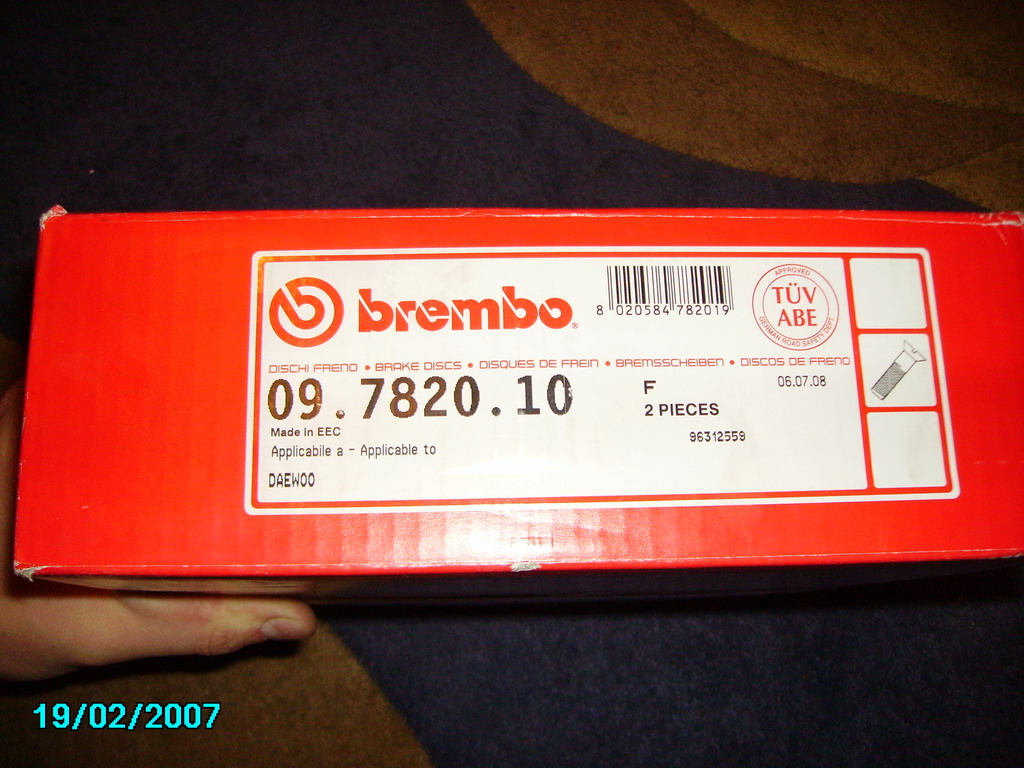 brembo®
8 020584 782019
APPROVED
TÜV
ABE
GERMAN ROAD SAFETY DEPT.
DISCHI FRENO • BRAKE DISCS • DISQUES DE FREIN • BREMSSCHEIBEN • DISCOS DE FRENO
09.7820.10
F
06.07.08
2 PIECES
Made in EEC
96312559
Applicabile a - Applicable to
DAEWOO
19/02/2007